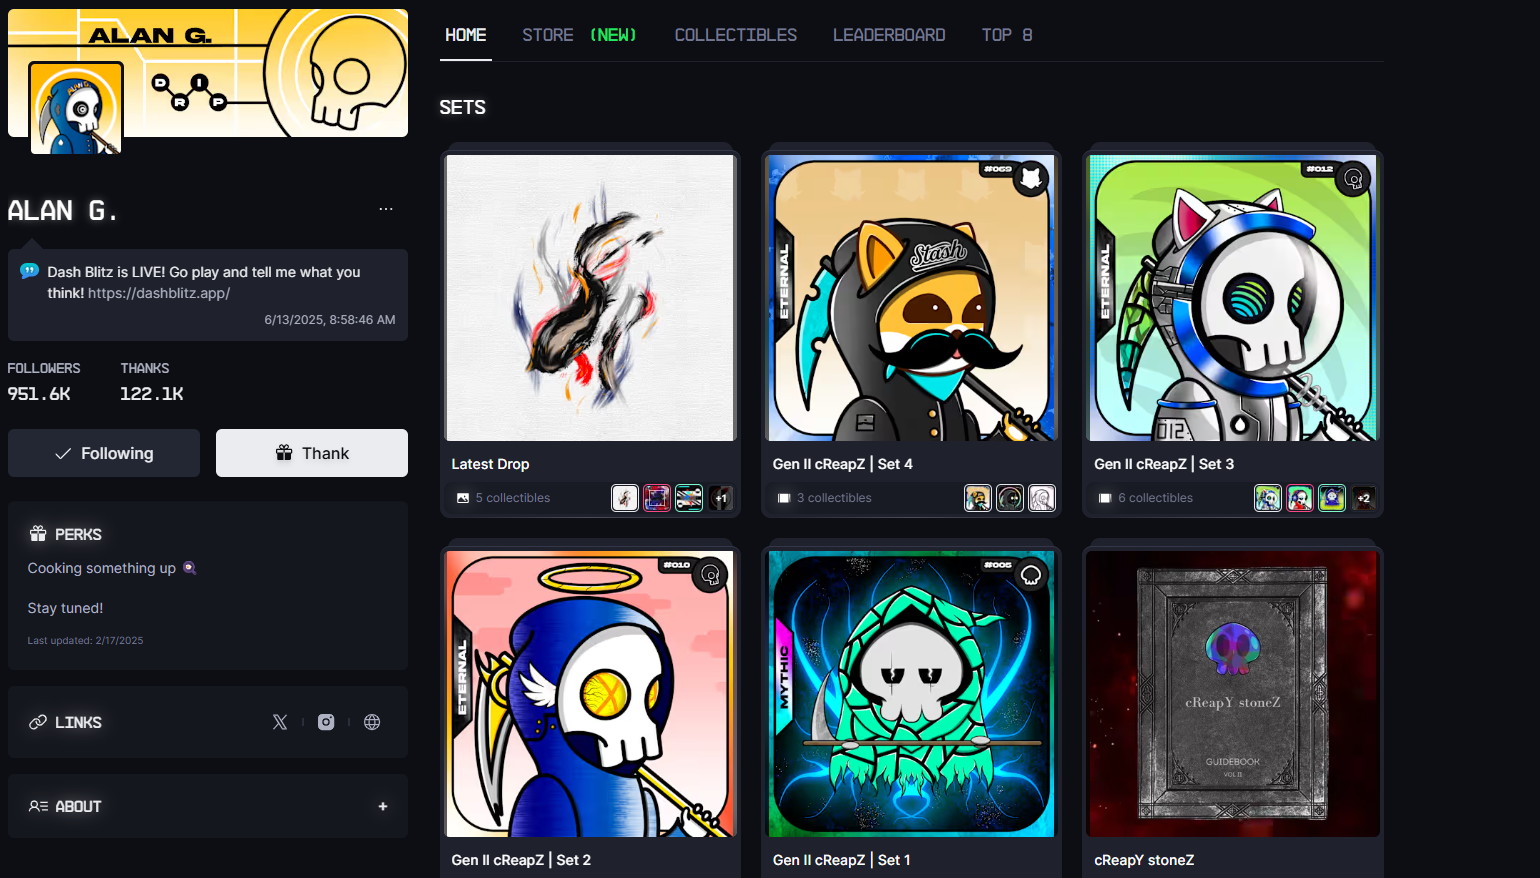 ALAN G.
D
R
I
P
ALAN G.
ALAN G.
...
Dash Blitz is LIVE! Go play and tell me what you
think! https://dashblitz.app/
6/13/2025, 8:58:46 AM
FOLLOWERS
951.6K
THANKS
122.1K
Following
Thank
PERKS
Cooking something up
Stay tuned!
Last updated: 2/17/2025
LINKS
ABOUT
+
HOME
STORE (NEW)
COLLECTIBLES
LEADERBOARD
TOP 8
SETS
Latest Drop
5 collectibles
+1
#069
ETERNAL
Stash
Gen II cReapZ | Set 4
3 collectibles
#012
ETERNAL
012
Gen II cReapZ | Set 3
6 collectibles
+2
#010
ETERNAL
Gen II cReapZ | Set 2
#005
MYTHIC
Gen II cReapZ | Set 1
cReapY stoneZ
GUIDEBOOK
VOL II
cReapY stoneZ